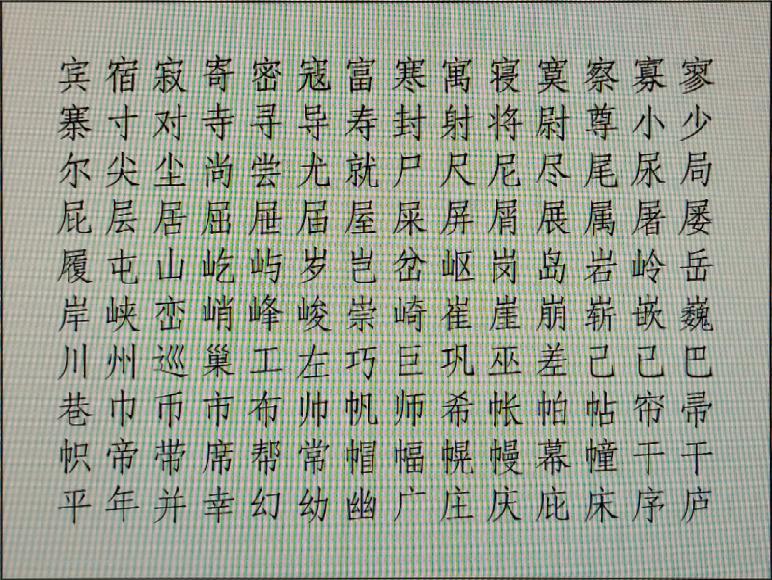 宾宿寂寄密寇富寒寓寝寞察寡寥
寨寸对寺寻导寿封射将尉尊小少
尔尖尘尚尝尤就尸尺尼尽尾尿局
屁层居屈屉届屋屎屏屑展属屠屡
履屯山屹屿岁岂岔岖岗岛岩岭岳
岸峡峦峭峰峻崇崎崔崖崩崭嵌巍
川州巡巢工左巧巨巩巫差己已巴
巷巾币市布帅帆师希帐帕帖帘帚
帜帝带席帮常帽幅幌幔幕幢干干
平年并幸幻幼幽广庄庆庇床序庐